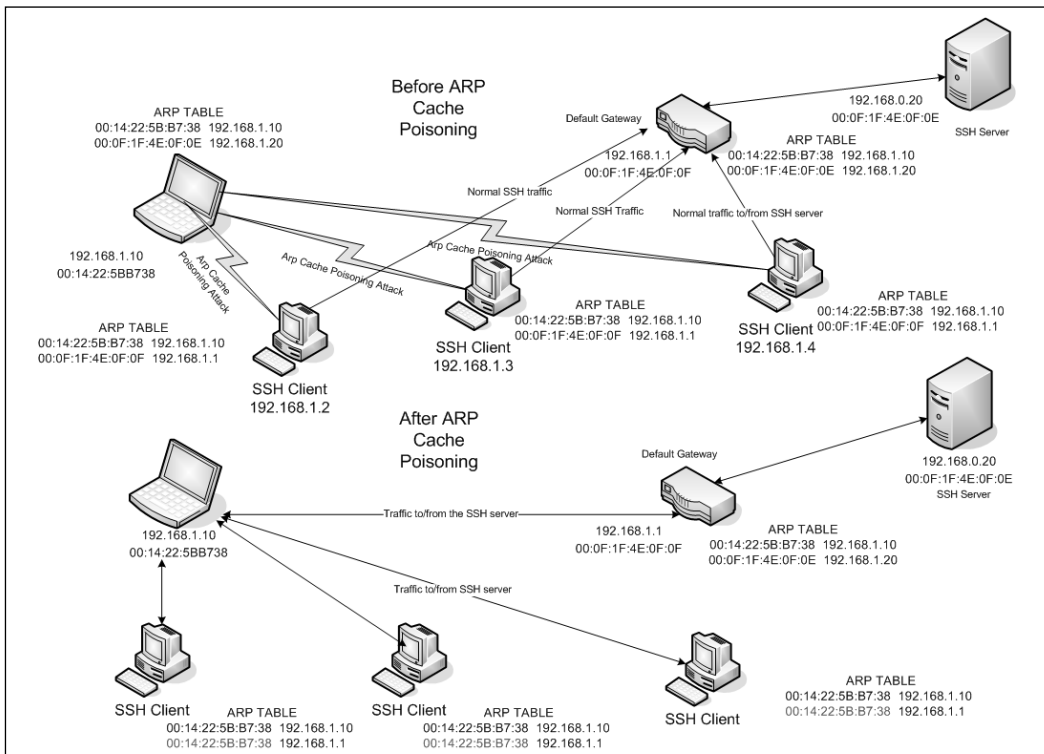 Before ARP
Cache
Poisoning
ARP TABLE
00:14:22:5B:B7:38 192.168.1.10
00:0F:1F:4E:0F:0E 192.168.1.20
192.168.1.10
00:14:22:5BB738
Default Gateway
192.168.1.1
00:0F:1F:4E:0F:0F
192.168.0.20
00:0F:1F:4E:0F:0E
SSH Server
ARP TABLE
00:14:22:5B:B7:38 192.168.1.10
00:0F:1F:4E:0F:0E 192.168.1.20
Normal SSH traffic
Normal SSH Traffic
Normal traffic to/from SSH server
Arp Cache
Poisoning Attack
Arp Cache Poisoning Attack
Arp Cache Poisoning Attack
ARP TABLE
00:14:22:5B:B7:38 192.168.1.10
00:0F:1F:4E:0F:0F 192.168.1.1
SSH Client
192.168.1.2
SSH Client
192.168.1.3
ARP TABLE
00:14:22:5B:B7:38 192.168.1.10
00:0F:1F:4E:0F:0F 192.168.1.1
SSH Client
192.168.1.4
ARP TABLE
00:14:22:5B:B7:38 192.168.1.10
00:0F:1F:4E:0F:0F 192.168.1.1
After ARP
Cache
Poisoning
192.168.1.10
00:14:22:5BB738
Default Gateway
192.168.1.1
00:0F:1F:4E:0F:0F
ARP TABLE
00:14:22:5B:B7:38 192.168.1.10
00:0F:1F:4E:0F:0E 192.168.1.20
192.168.0.20
00:0F:1F:4E:0F:0E
SSH Server
Traffic to/from the SSH server
Traffic to/from SSH server
SSH Client
ARP TABLE
00:14:22:5B:B7:38 192.168.1.10
00:14:22:5B:B7:38 192.168.1.1
SSH Client
ARP TABLE
00:14:22:5B:B7:38 192.168.1.10
00:14:22:5B:B7:38 192.168.1.1
SSH Client
ARP TABLE
00:14:22:5B:B7:38 192.168.1.10
00:14:22:5B:B7:38 192.168.1.1